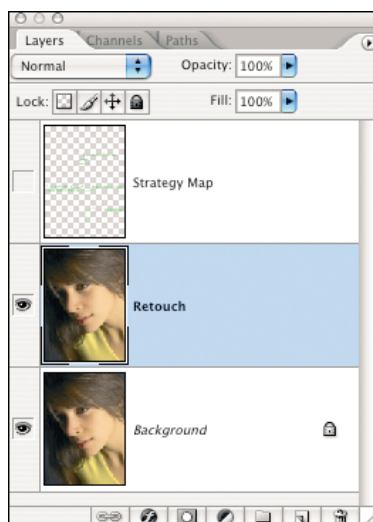 Layers Channels Paths
Normal Opacity: 100%
Lock: Fill: 100%
Strategy Map
Retouch
Background